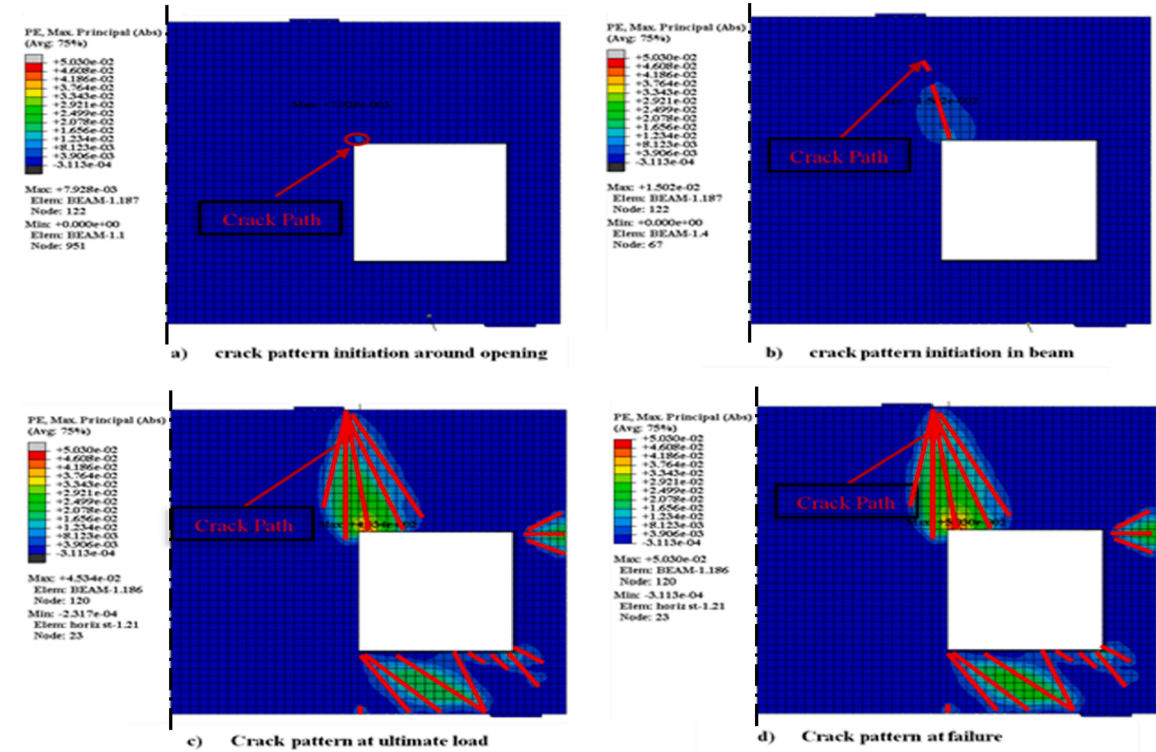 PE, Max. Principal (Abs)
(Avg: 75%)
+5.030e-02
+4.608e-02
+4.186e-02
+3.764e-02
+3.343e-02
+2.921e-02
+2.499e-02
+2.078e-02
+1.656e-02
+1.234e-02
+8.123e-03
+3.906e-03
-3.113e-04
Max: +7.928e-03
Elem: BEAM-1.187
Node: 122
Min: +0.000e+00
Elem: BEAM-1.1
Node: 951
Crack Path
a) crack pattern initiation around opening
PE, Max. Principal (Abs)
(Avg: 75%)
+5.030e-02
+4.608e-02
+4.186e-02
+3.764e-02
+3.343e-02
+2.921e-02
+2.499e-02
+2.078e-02
+1.656e-02
+1.234e-02
+8.123e-03
+3.906e-03
-3.113e-04
Max: +1.502e-02
Elem: BEAM-1.187
Node: 122
Min: +0.000e+00
Elem: BEAM-1.4
Node: 67
Crack Path
b) crack pattern initiation in beam
PE, Max. Principal (Abs)
(Avg: 75%)
+5.030e-02
+4.608e-02
+4.186e-02
+3.764e-02
+3.343e-02
+2.921e-02
+2.499e-02
+2.078e-02
+1.656e-02
+1.234e-02
+8.123e-03
+3.906e-03
-3.113e-04
Max: +4.534e-02
Elem: BEAM-1.186
Node: 120
Min: -2.317e-04
Elem: horiz st-1.21
Node: 23
Crack Path
c) Crack pattern at ultimate load
PE, Max. Principal (Abs)
(Avg: 75%)
+5.030e-02
+4.608e-02
+4.186e-02
+3.764e-02
+3.343e-02
+2.921e-02
+2.499e-02
+2.078e-02
+1.656e-02
+1.234e-02
+8.123e-03
+3.906e-03
-3.113e-04
Max: +5.030e-02
Elem: BEAM-1.186
Node: 120
Min: -3.113e-04
Elem: horiz st-1.21
Node: 23
Crack Path
d) Crack pattern at failure